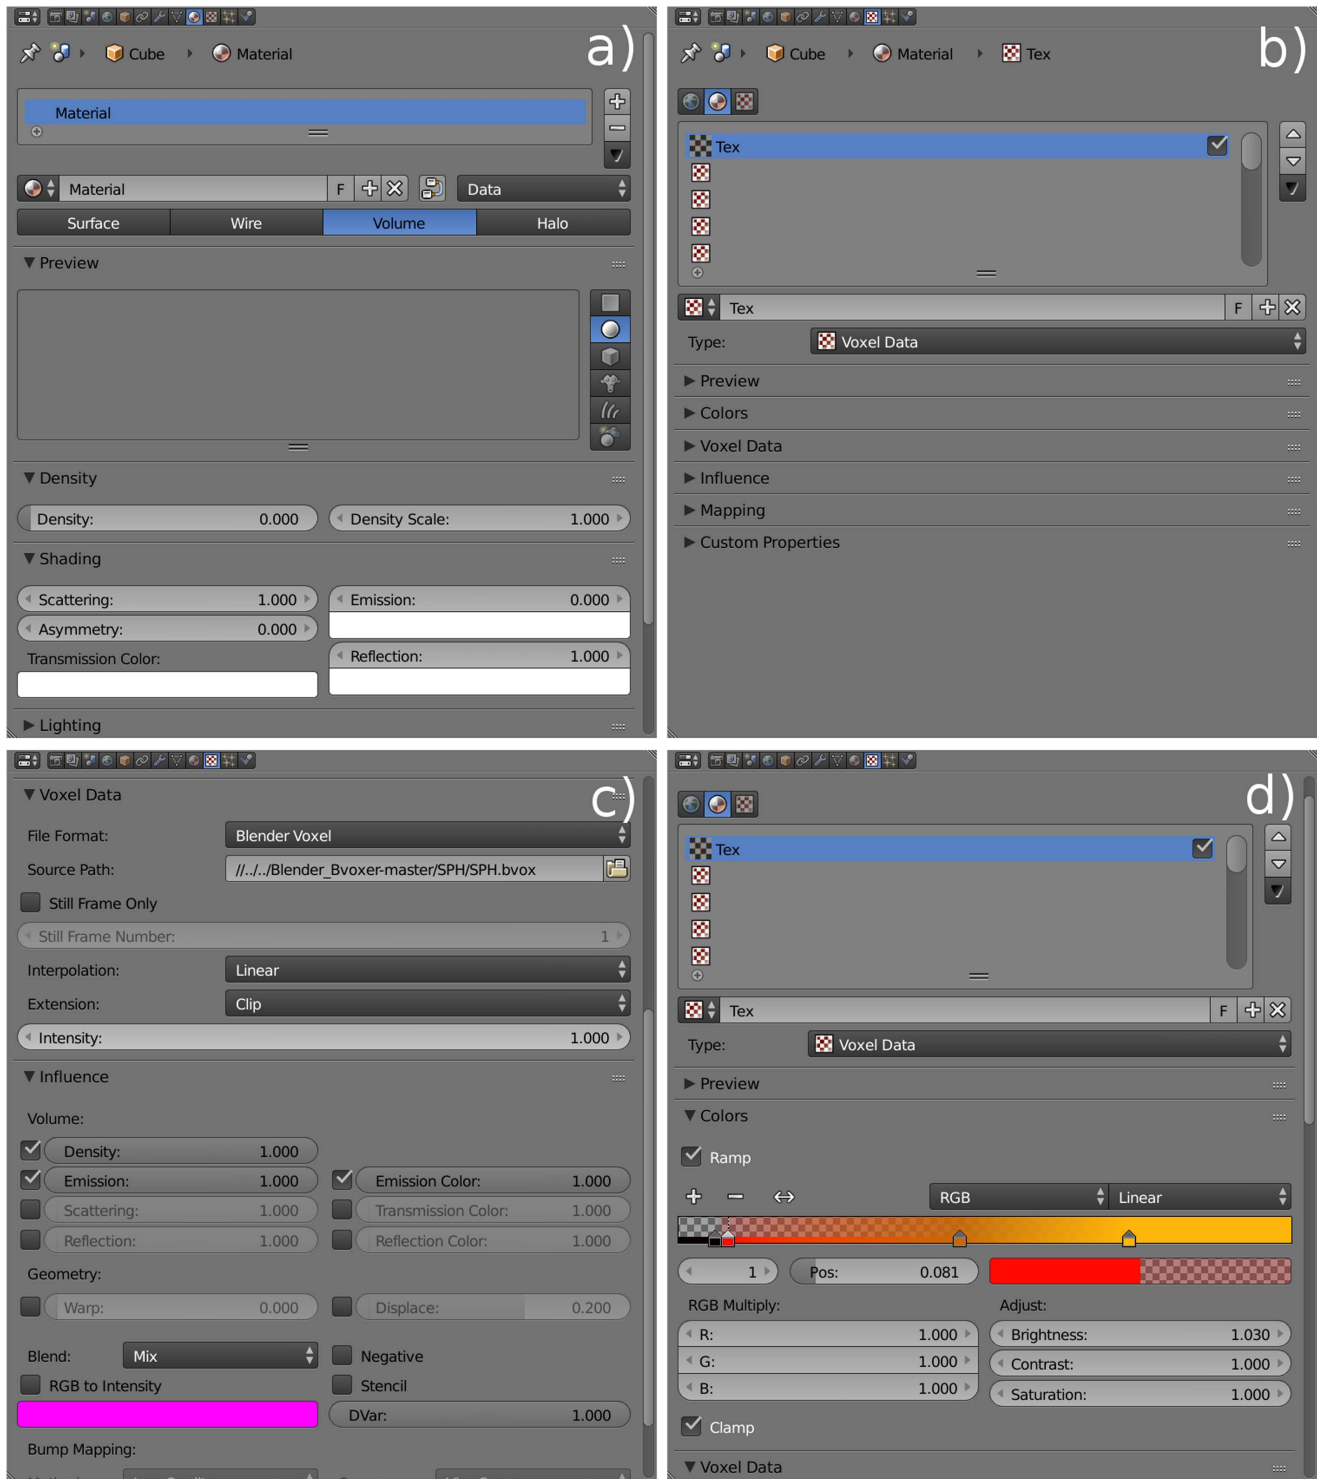 a)
Cube Material
Material
Material F Data
Surface Wire Volume Halo
Preview
Density
Density: 0.000 Density Scale: 1.000
Shading
Scattering: 1.000 Emission: 0.000
Asymmetry: 0.000
Transmission Color: Reflection: 1.000
Lighting
b)
Cube Material Tex
Tex
Tex F
Type: Voxel Data
Preview
Colors
Voxel Data
Influence
Mapping
Custom Properties
c)
Voxel Data
File Format: Blender Voxel
Source Path: //../../Blender_Bvoxer-master/SPH/SPH.bvox
Still Frame Only
Still Frame Number: 1
Interpolation: Linear
Extension: Clip
Intensity: 1.000
Influence
Volume:
Density: 1.000
Emission: 1.000 Emission Color: 1.000
Scattering: 1.000 Transmission Color: 1.000
Reflection: 1.000 Reflection Color: 1.000
Geometry:
Warp: 0.000 Displace: 0.200
Blend: Mix Negative
RGB to Intensity Stencil
DVar: 1.000
Bump Mapping:
d)
Tex
Tex F
Type: Voxel Data
Preview
Colors
Ramp
RGB Linear
1 Pos: 0.081
RGB Multiply: Adjust:
R: 1.000 Brightness: 1.030
G: 1.000 Contrast: 1.000
B: 1.000 Saturation: 1.000
Clamp
Voxel Data